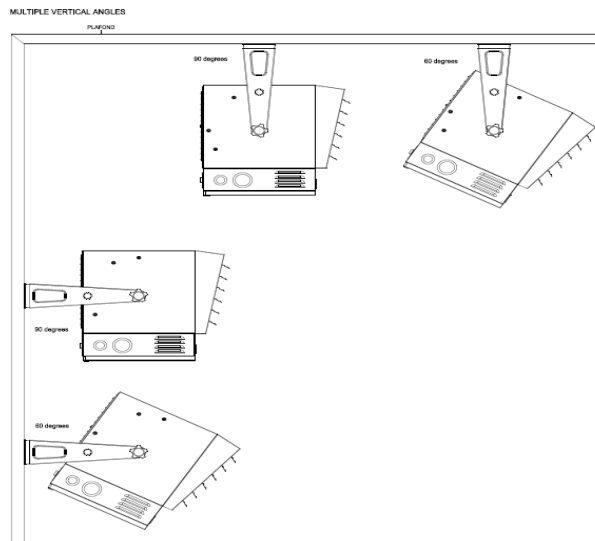 MULTIPLE VERTICAL ANGLES
PLAFOND
90 degrees
60 degrees
90 degrees
60 degrees